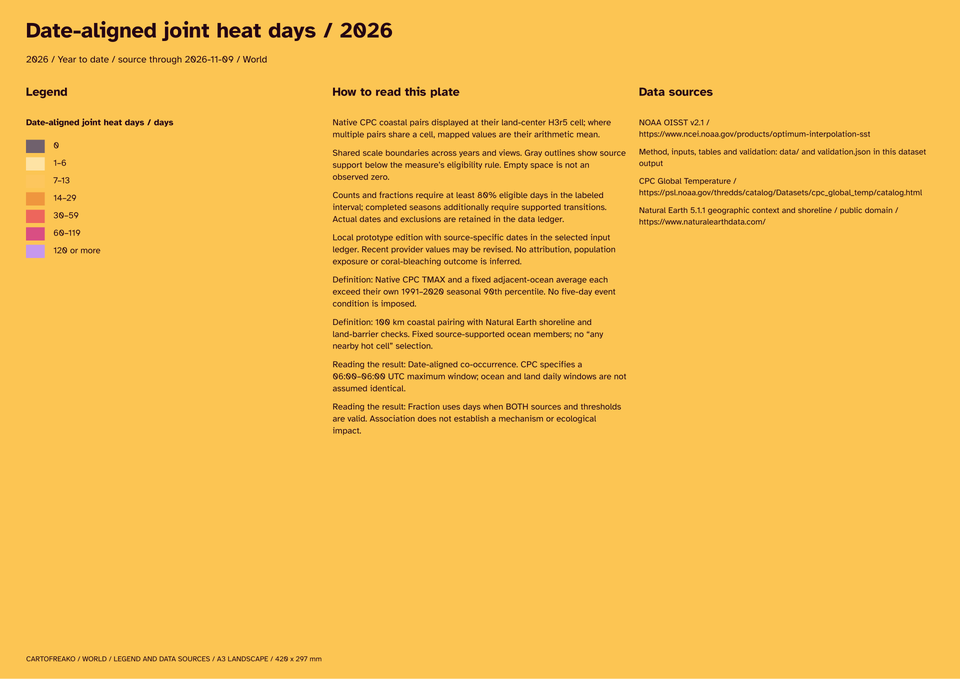 Date-aligned joint heat days / 2026
2026 / Year to date / source through 2026-11-09 / World
Legend
Date-aligned joint heat days / days
0
1–6
7–13
14–29
30–59
60–119
120 or more
How to read this plate
Native CPC coastal pairs displayed at their land-center H3r5 cell; where
multiple pairs share a cell, mapped values are their arithmetic mean.
Shared scale boundaries across years and views. Gray outlines show source
support below the measure's eligibility rule. Empty space is not an
observed zero.
Counts and fractions require at least 80% eligible days in the labeled
interval; completed seasons additionally require supported transitions.
Actual dates and exclusions are retained in the data ledger.
Local prototype edition with source-specific dates in the selected input
ledger. Recent provider values may be revised. No attribution, population
exposure or coral-bleaching outcome is inferred.
Definition: Native CPC TMAX and a fixed adjacent-ocean average each
exceed their own 1991–2020 seasonal 90th percentile. No five-day event
condition is imposed.
Definition: 100 km coastal pairing with Natural Earth shoreline and
land-barrier checks. Fixed source-supported ocean members; no “any
nearby hot cell” selection.
Reading the result: Date-aligned co-occurrence. CPC specifies a
06:00–06:00 UTC maximum window; ocean and land daily windows are not
assumed identical.
Reading the result: Fraction uses days when BOTH sources and thresholds
are valid. Association does not establish a mechanism or ecological
impact.
Data sources
NOAA OISST v2.1 /
https://www.ncei.noaa.gov/products/optimum-interpolation-sst
Method, inputs, tables and validation: data/ and validation.json in this dataset
output
CPC Global Temperature /
https://psl.noaa.gov/thredds/catalog/Datasets/cpc_global_temp/catalog.html
Natural Earth 5.1.1 geographic context and shoreline / public domain /
https://www.naturalearthdata.com/
CARTOFREAKO / WORLD / LEGEND AND DATA SOURCES / A3 LANDSCAPE / 420 x 297 mm